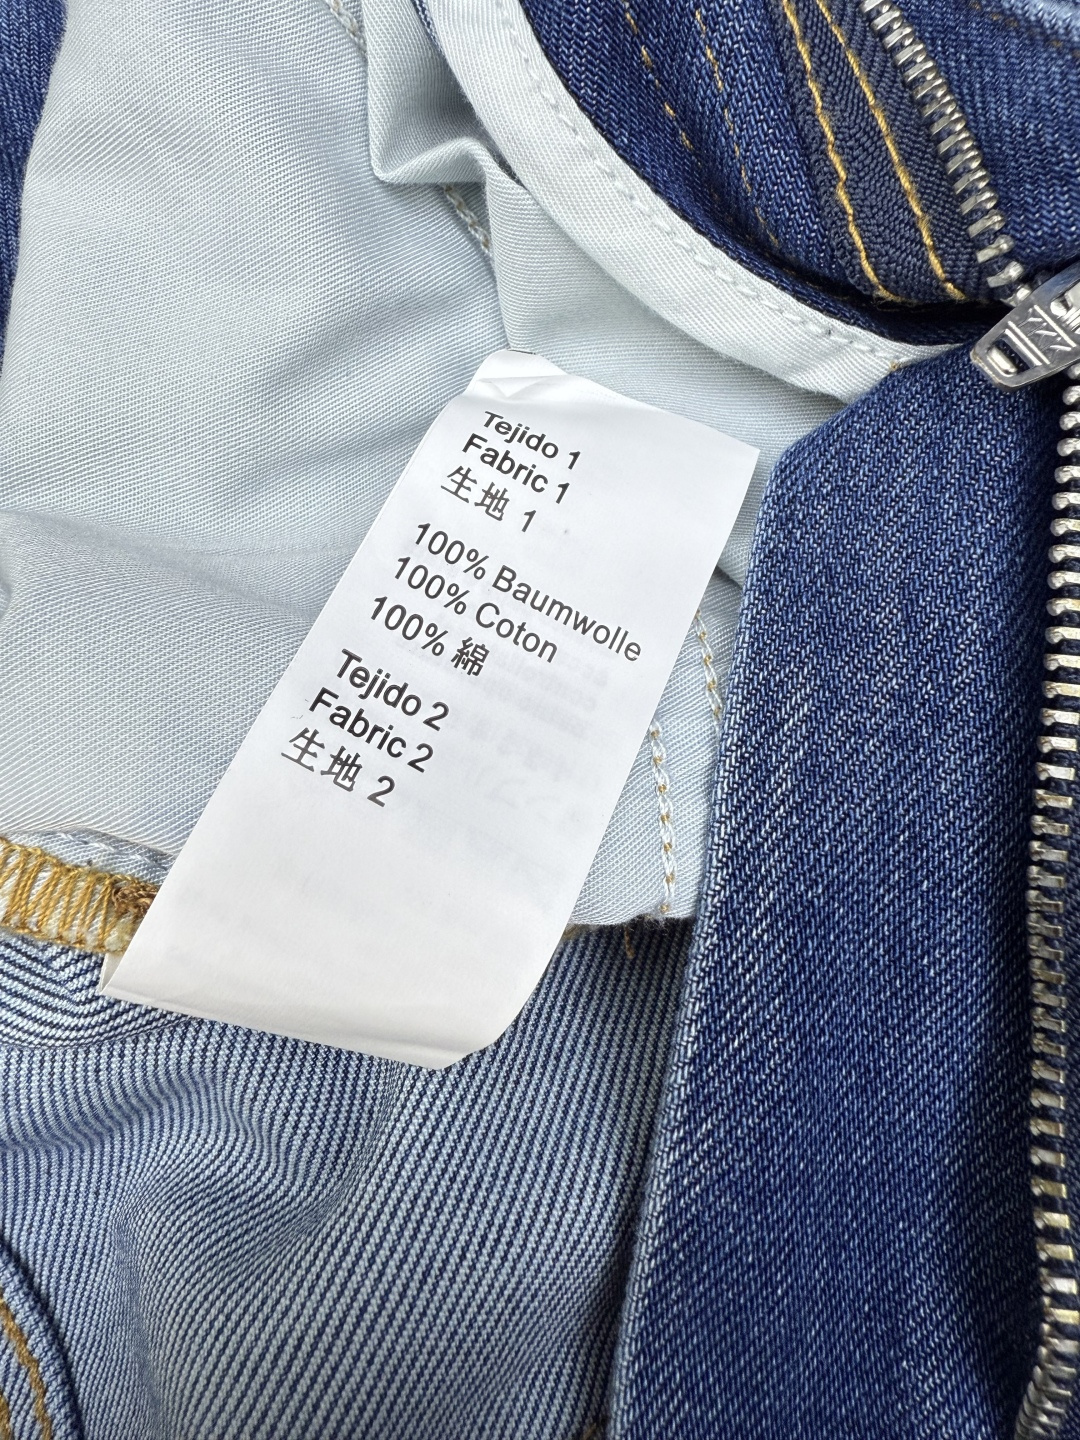 Tejido 1
Fabric 1
生地 1
100% Baumwolle
100% Coton
100% 綿
Tejido 2
Fabric 2
生地 2